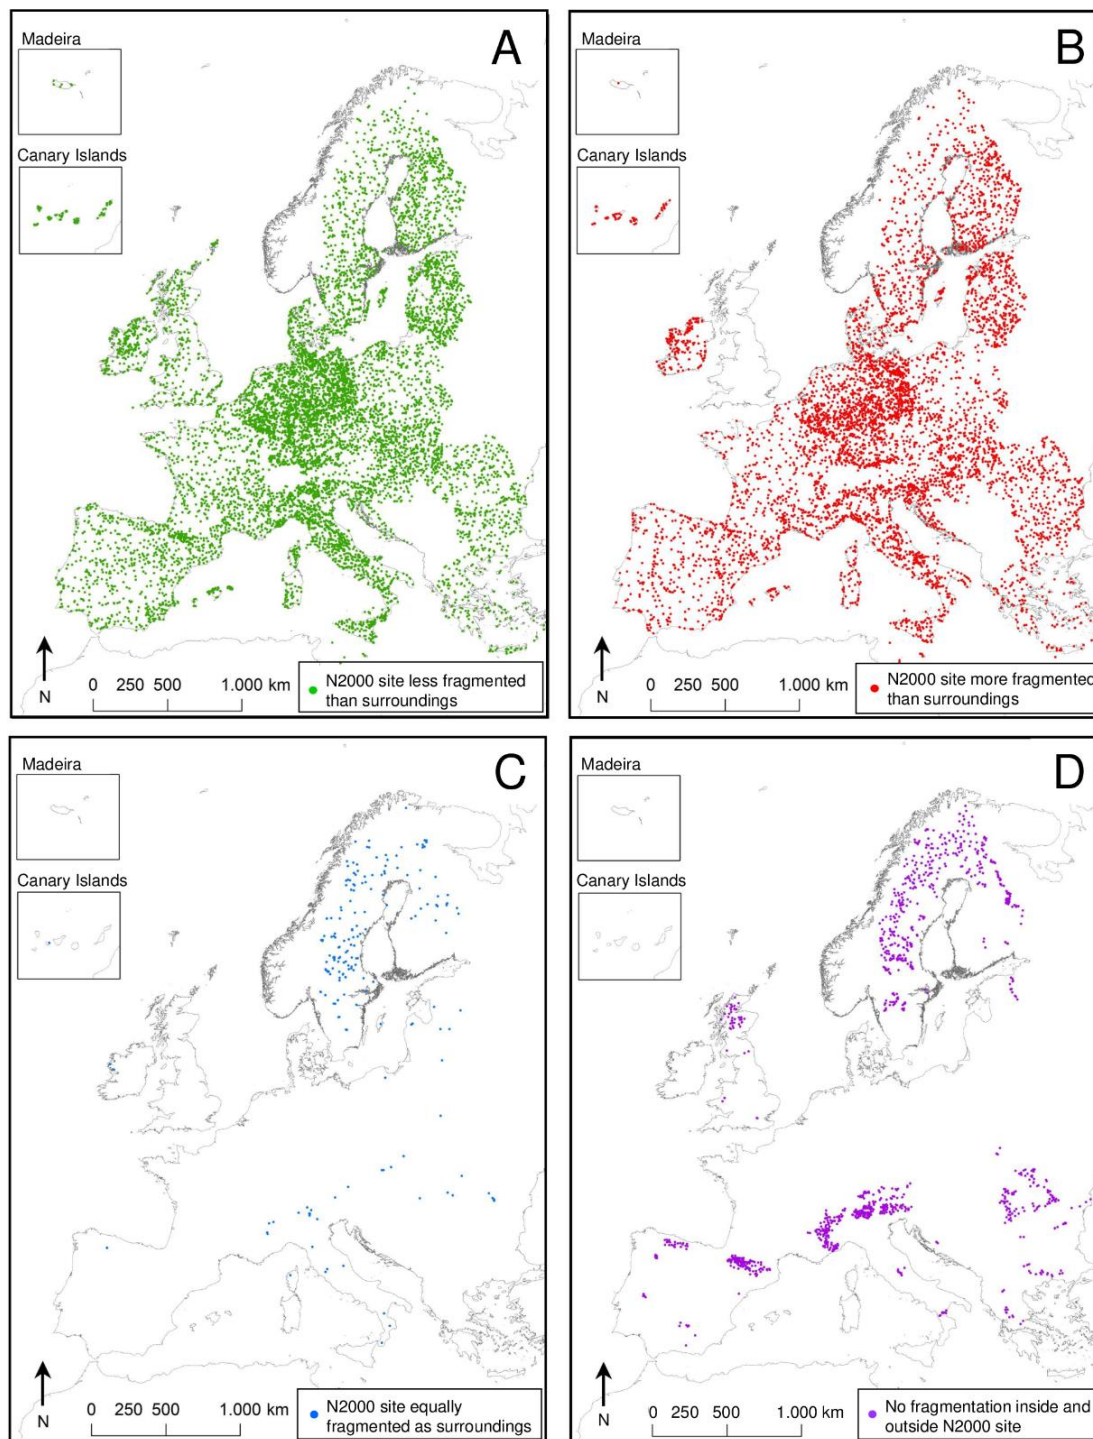 A
Madeira
Canary Islands
N
0 250 500 1.000 km
N2000 site less fragmented
than surroundings
B
Madeira
Canary Islands
N
0 250 500 1.000 km
N2000 site more fragmented
than surroundings
C
Madeira
Canary Islands
N
0 250 500 1.000 km
N2000 site equally
fragmented as surroundings
D
Madeira
Canary Islands
N
0 250 500 1.000 km
No fragmentation inside and
outside N2000 site